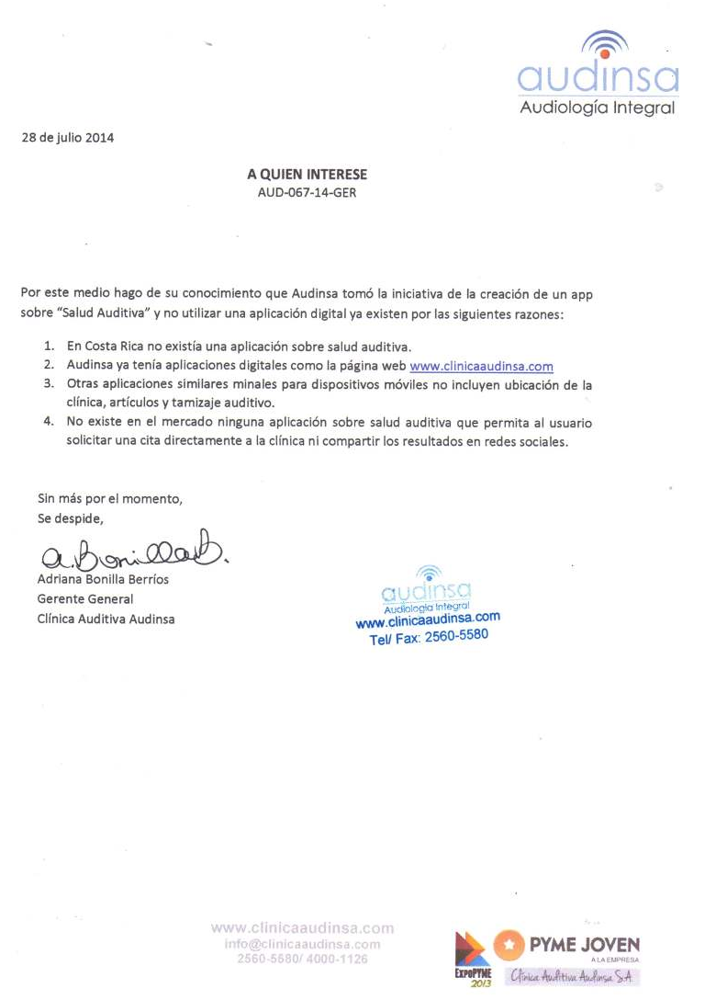 audinsa
Audiología Integral
28 de julio 2014
A QUIEN INTERESE
AUD-067-14-GER
Por este medio hago de su conocimiento que Audinsa tomó la iniciativa de la creación de un app
sobre “Salud Auditiva” y no utilizar una aplicación digital ya existen por las siguientes razones:
1. En Costa Rica no existía una aplicación sobre salud auditiva.
2. Audinsa ya tenía aplicaciones digitales como la página web www.clinicaaudinsa.com
3. Otras aplicaciones similares minales para dispositivos móviles no incluyen ubicación de la
clínica, artículos y tamizaje auditivo.
4. No existe en el mercado ninguna aplicación sobre salud auditiva que permita al usuario
solicitar una cita directamente a la clínica ni compartir los resultados en redes sociales.
Sin más por el momento,
Se despide,
a.BonillaB.
Adriana Bonilla Berríos
Gerente General
Clínica Auditiva Audinsa
audinsa
Audiología Integral
www.clinicaaudinsa.com
Tel/ Fax: 2560-5580
www.clinicaaudinsa.com
info@clinicaaudinsa.com
2560-5580/ 4000-1126
EXPOPYME
2013
PYME JOVEN
A LA EMPRESA
Clínica Auditiva Audinsa S.A.